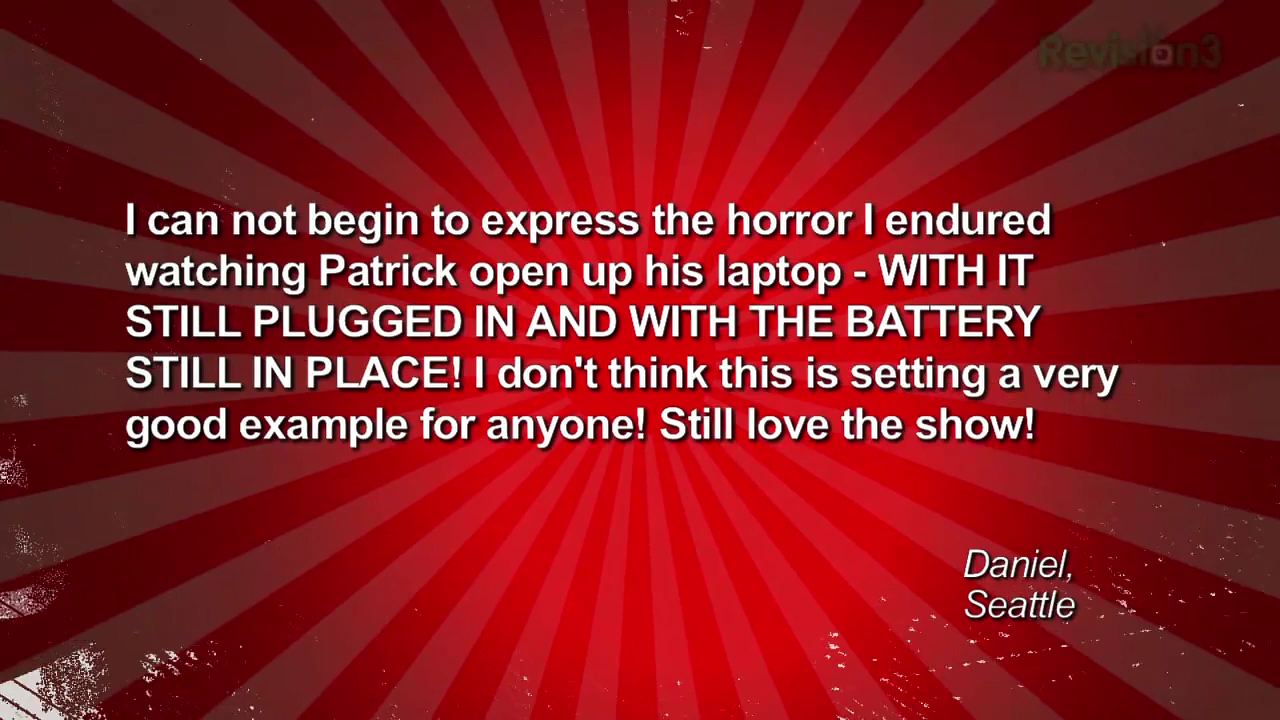 Revision3
I can not begin to express the horror I endured
watching Patrick open up his laptop - WITH IT
STILL PLUGGED IN AND WITH THE BATTERY
STILL IN PLACE! I don't think this is setting a very
good example for anyone! Still love the show!
Daniel,
Seattle